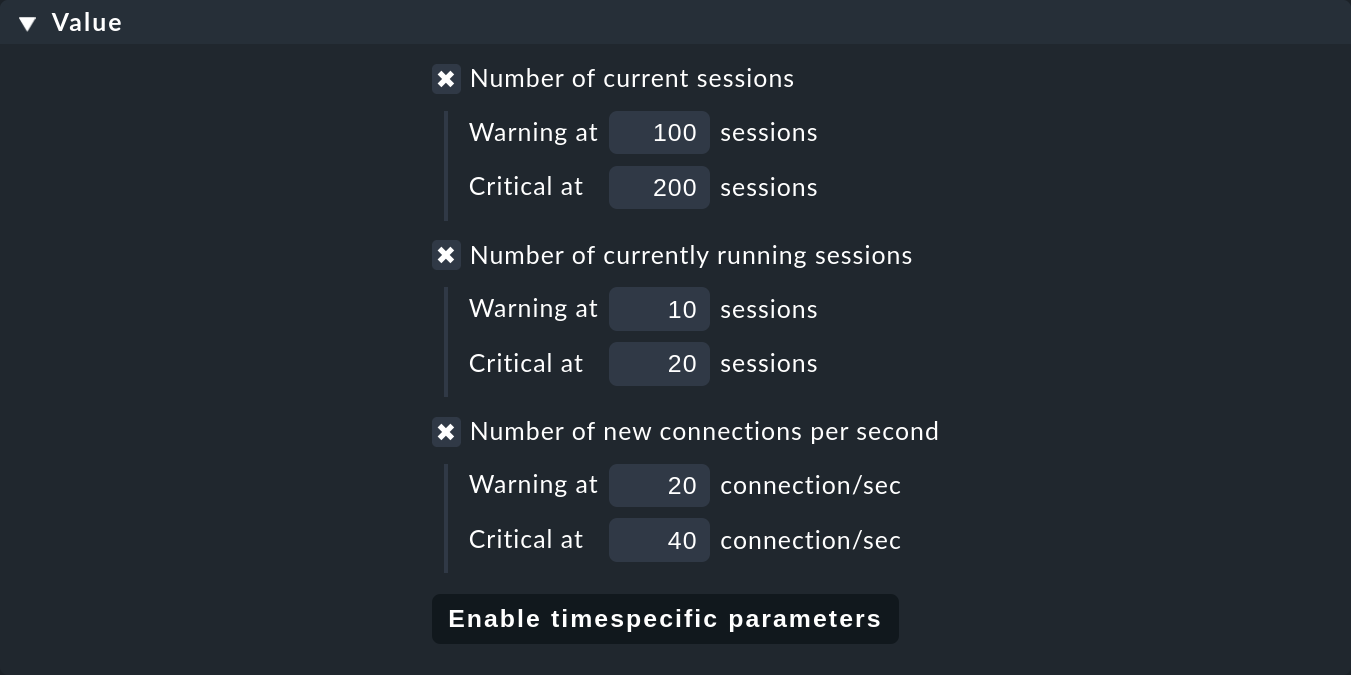 Value
Number of current sessions
Warning at 100 sessions
Critical at 200 sessions
Number of currently running sessions
Warning at 10 sessions
Critical at 20 sessions
Number of new connections per second
Warning at 20 connection/sec
Critical at 40 connection/sec
Enable timespecific parameters